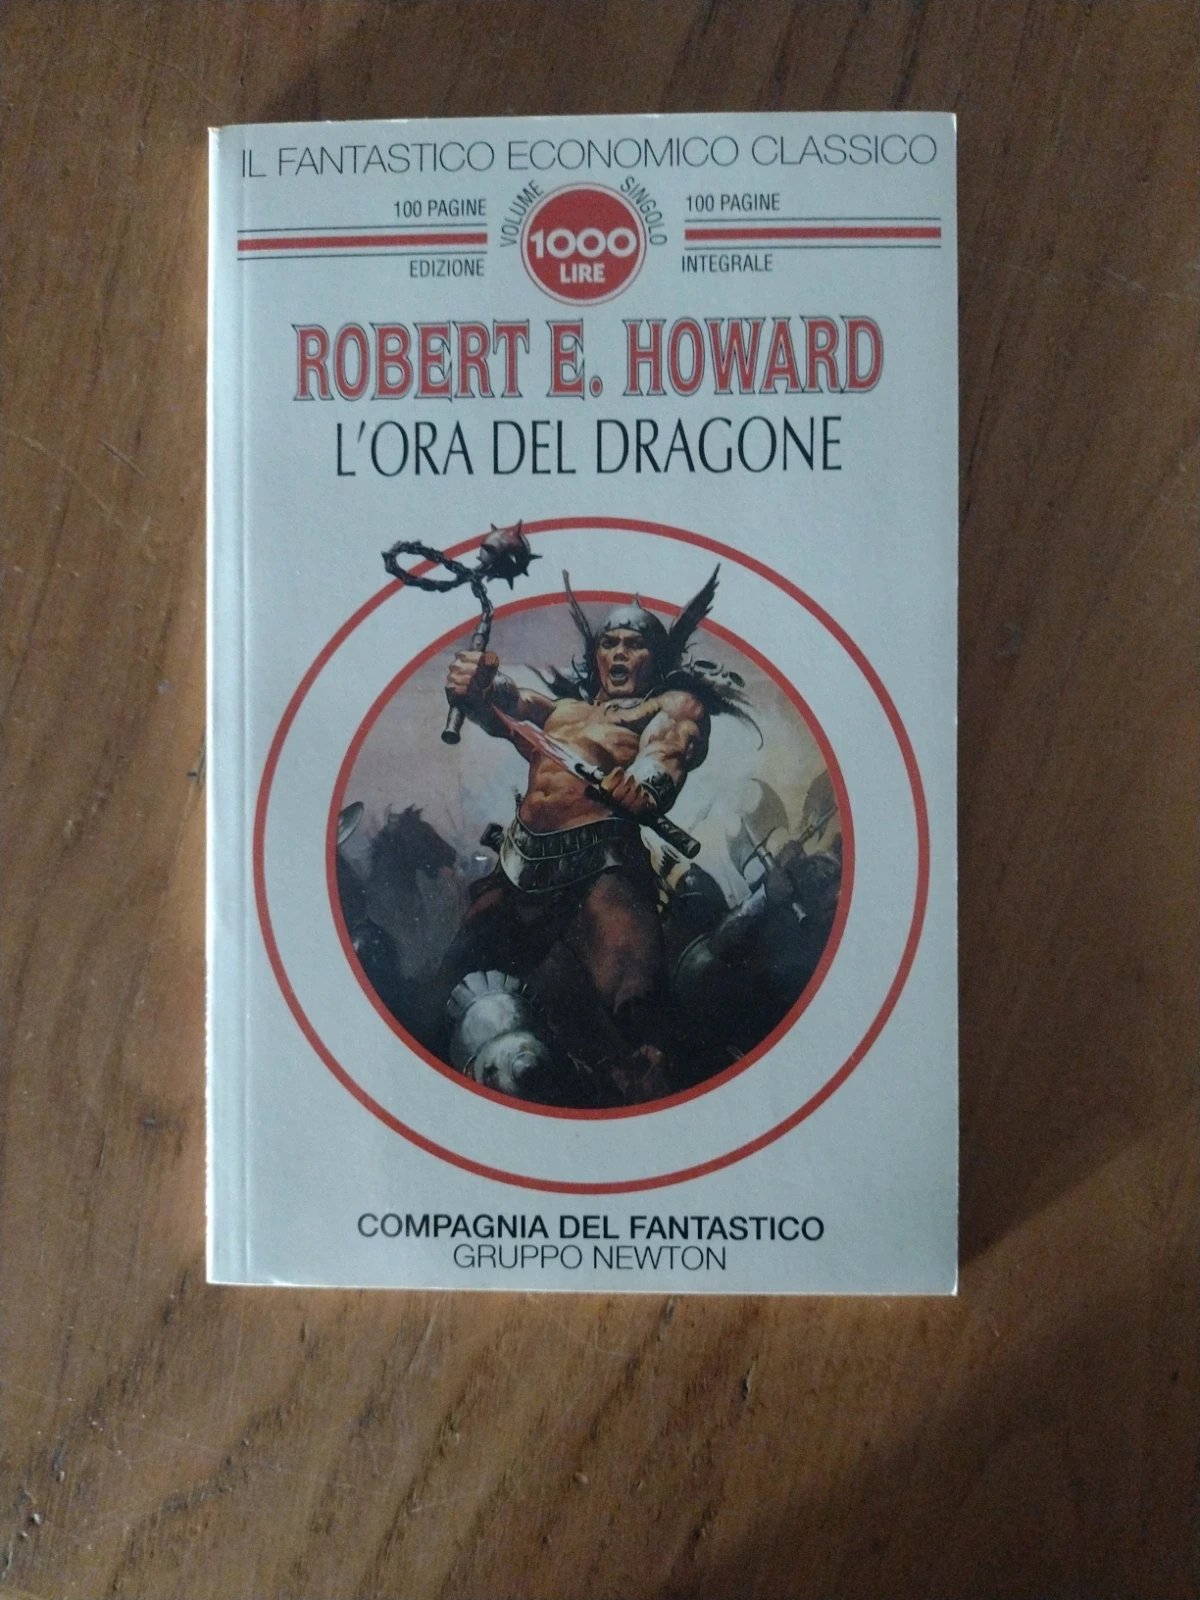 IL FANTASTICO ECONOMICO CLASSICO
100 PAGINE
VOLUME SINGOLO
100 PAGINE
1000
LIRE
EDIZIONE
INTEGRALE
ROBERT E. HOWARD
L'ORA DEL DRAGONE
COMPAGNIA DEL FANTASTICO
GRUPPO NEWTON